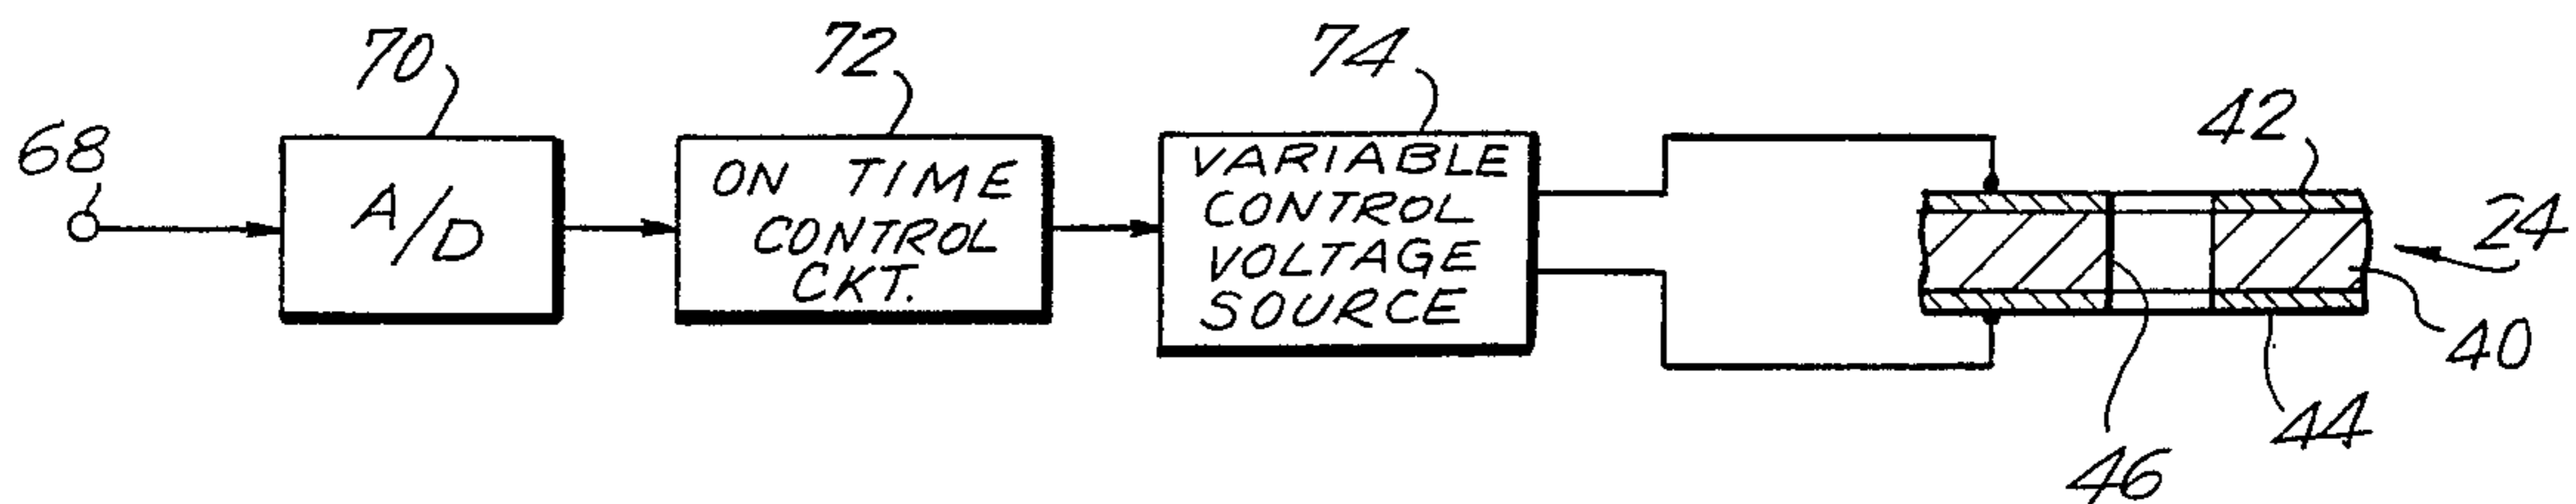 70
72
74
68
A/D
ON TIME
CONTROL
CKT.
VARIABLE
CONTROL
VOLTAGE
SOURCE
42
24
40
44
46